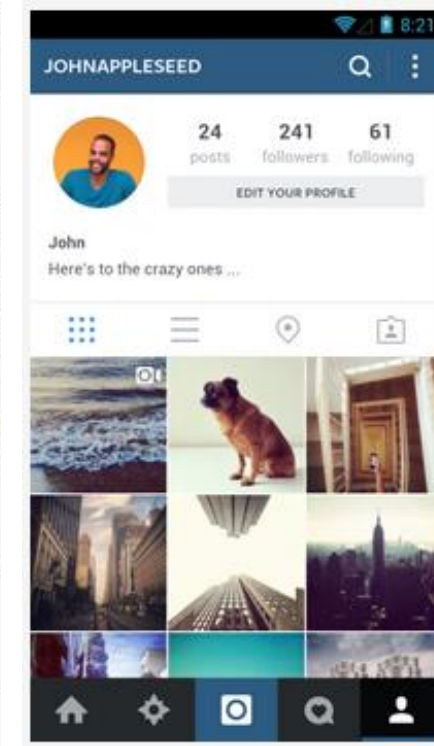 8:21
JOHNAPPLESEED
24 241 61
posts followers following
EDIT YOUR PROFILE
John
Here's to the crazy ones ...